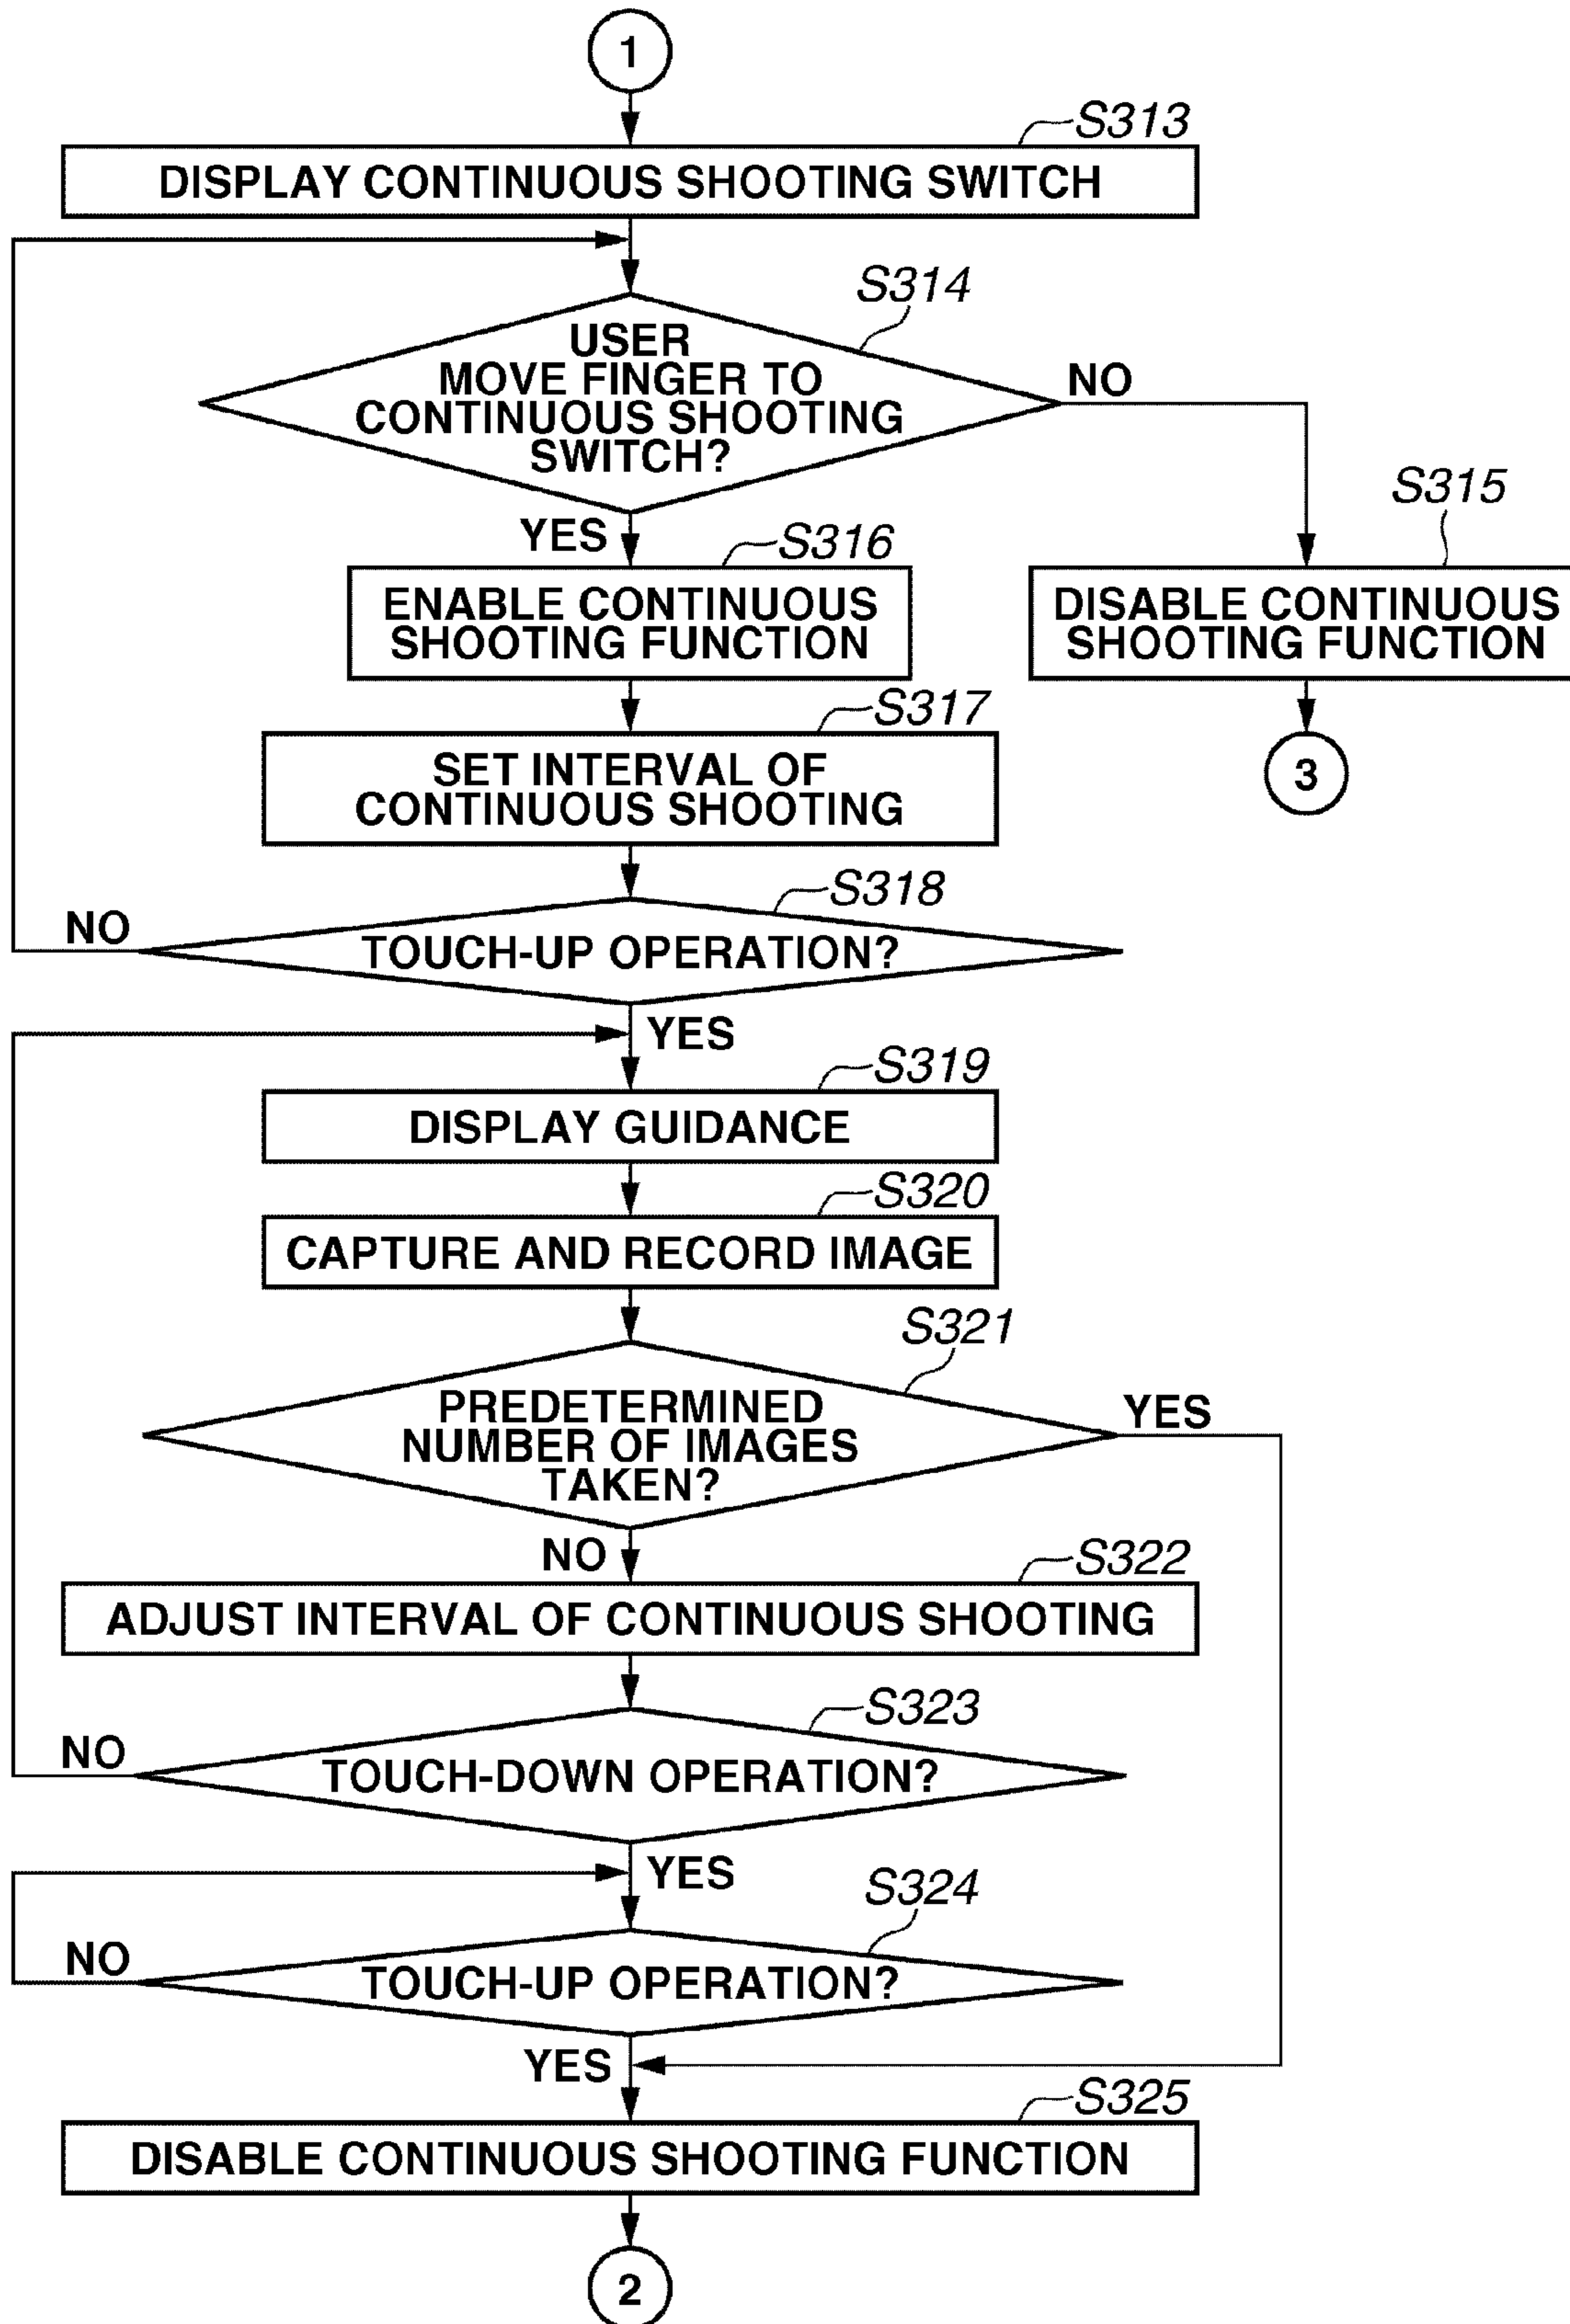 1
S313
DISPLAY CONTINUOUS SHOOTING SWITCH
S314
USER
MOVE FINGER TO
CONTINUOUS SHOOTING
SWITCH?
NO
YES
S315
S316
ENABLE CONTINUOUS
SHOOTING FUNCTION
DISABLE CONTINUOUS
SHOOTING FUNCTION
S317
SET INTERVAL OF
CONTINUOUS SHOOTING
3
S318
NO
TOUCH-UP OPERATION?
YES
S319
DISPLAY GUIDANCE
S320
CAPTURE AND RECORD IMAGE
S321
PREDETERMINED
NUMBER OF IMAGES
TAKEN?
YES
NO
S322
ADJUST INTERVAL OF CONTINUOUS SHOOTING
S323
NO
TOUCH-DOWN OPERATION?
YES
S324
NO
TOUCH-UP OPERATION?
YES
S325
DISABLE CONTINUOUS SHOOTING FUNCTION
2